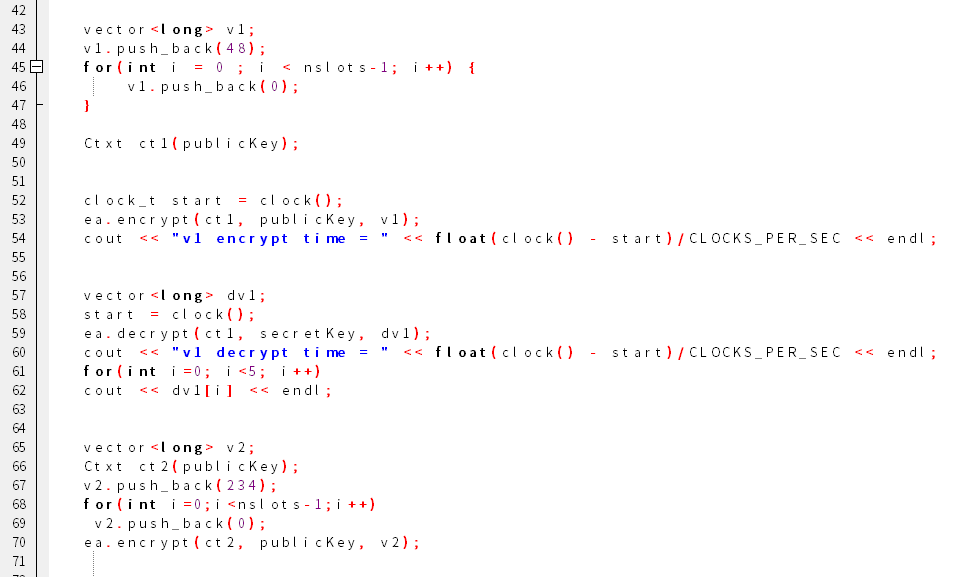 42
43 vector<long> v1;
44 v1.push_back(48);
45 for(int i = 0 ; i < nslots-1; i++) {
46 v1.push_back(0);
47 }
48
49 Ctxt ct1(publicKey);
50
51
52 clock_t start = clock();
53 ea.encrypt(ct1, publicKey, v1);
54 cout << "v1 encrypt time = " << float(clock() - start)/CLOCKS_PER_SEC << endl;
55
56
57 vector<long> dv1;
58 start = clock();
59 ea.decrypt(ct1, secretKey, dv1);
60 cout << "v1 decrypt time = " << float(clock() - start)/CLOCKS_PER_SEC << endl;
61 for(int i=0; i<5; i++)
62 cout << dv1[i] << endl;
63
64
65 vector<long> v2;
66 Ctxt ct2(publicKey);
67 v2.push_back(234);
68 for(int i=0;i<nslots-1;i++)
69 v2.push_back(0);
70 ea.encrypt(ct2, publicKey, v2);
71